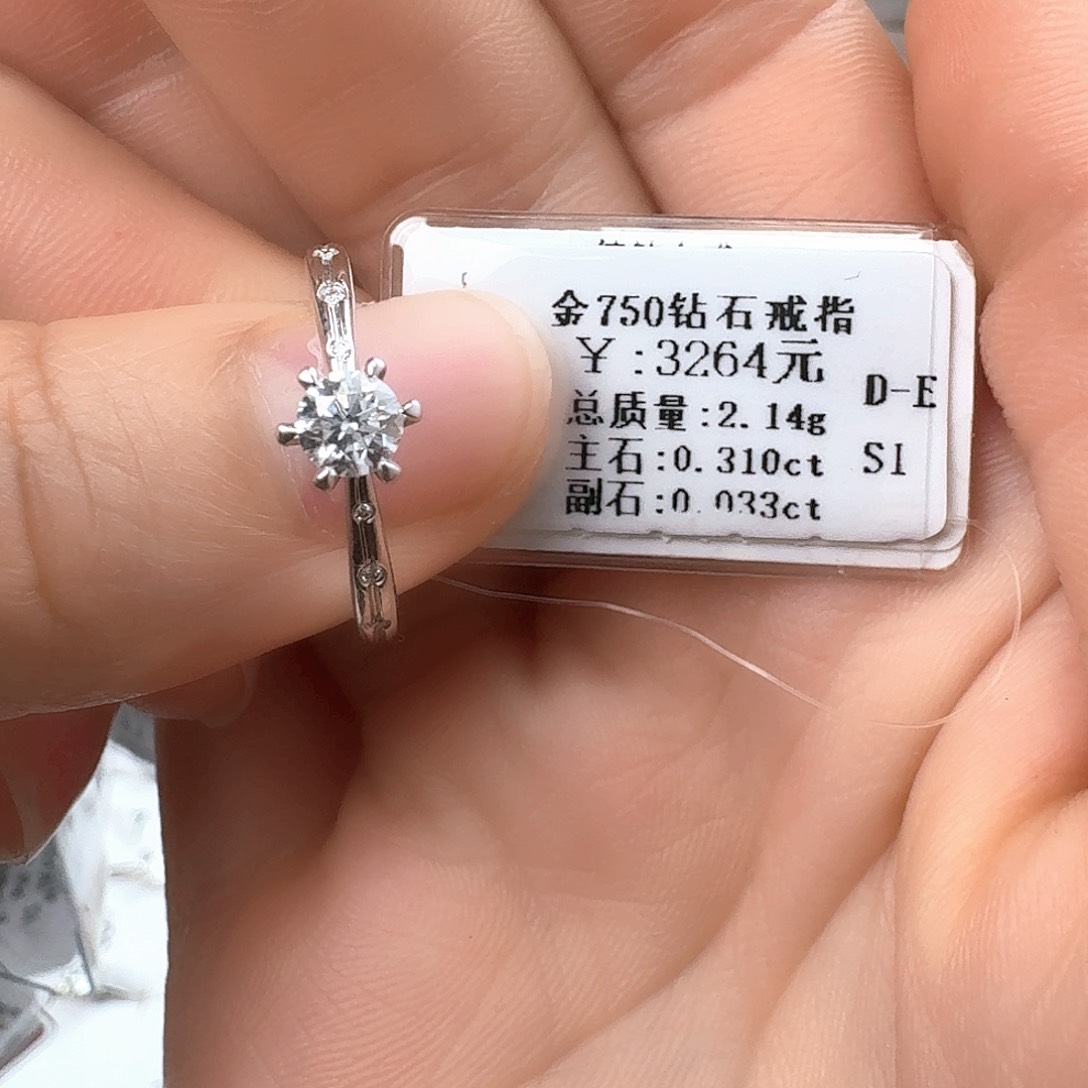 金750钻石戒指
￥:3264元
D-E
总质量:2.14g
主石:0.310ct
SI
副石:0.033ct